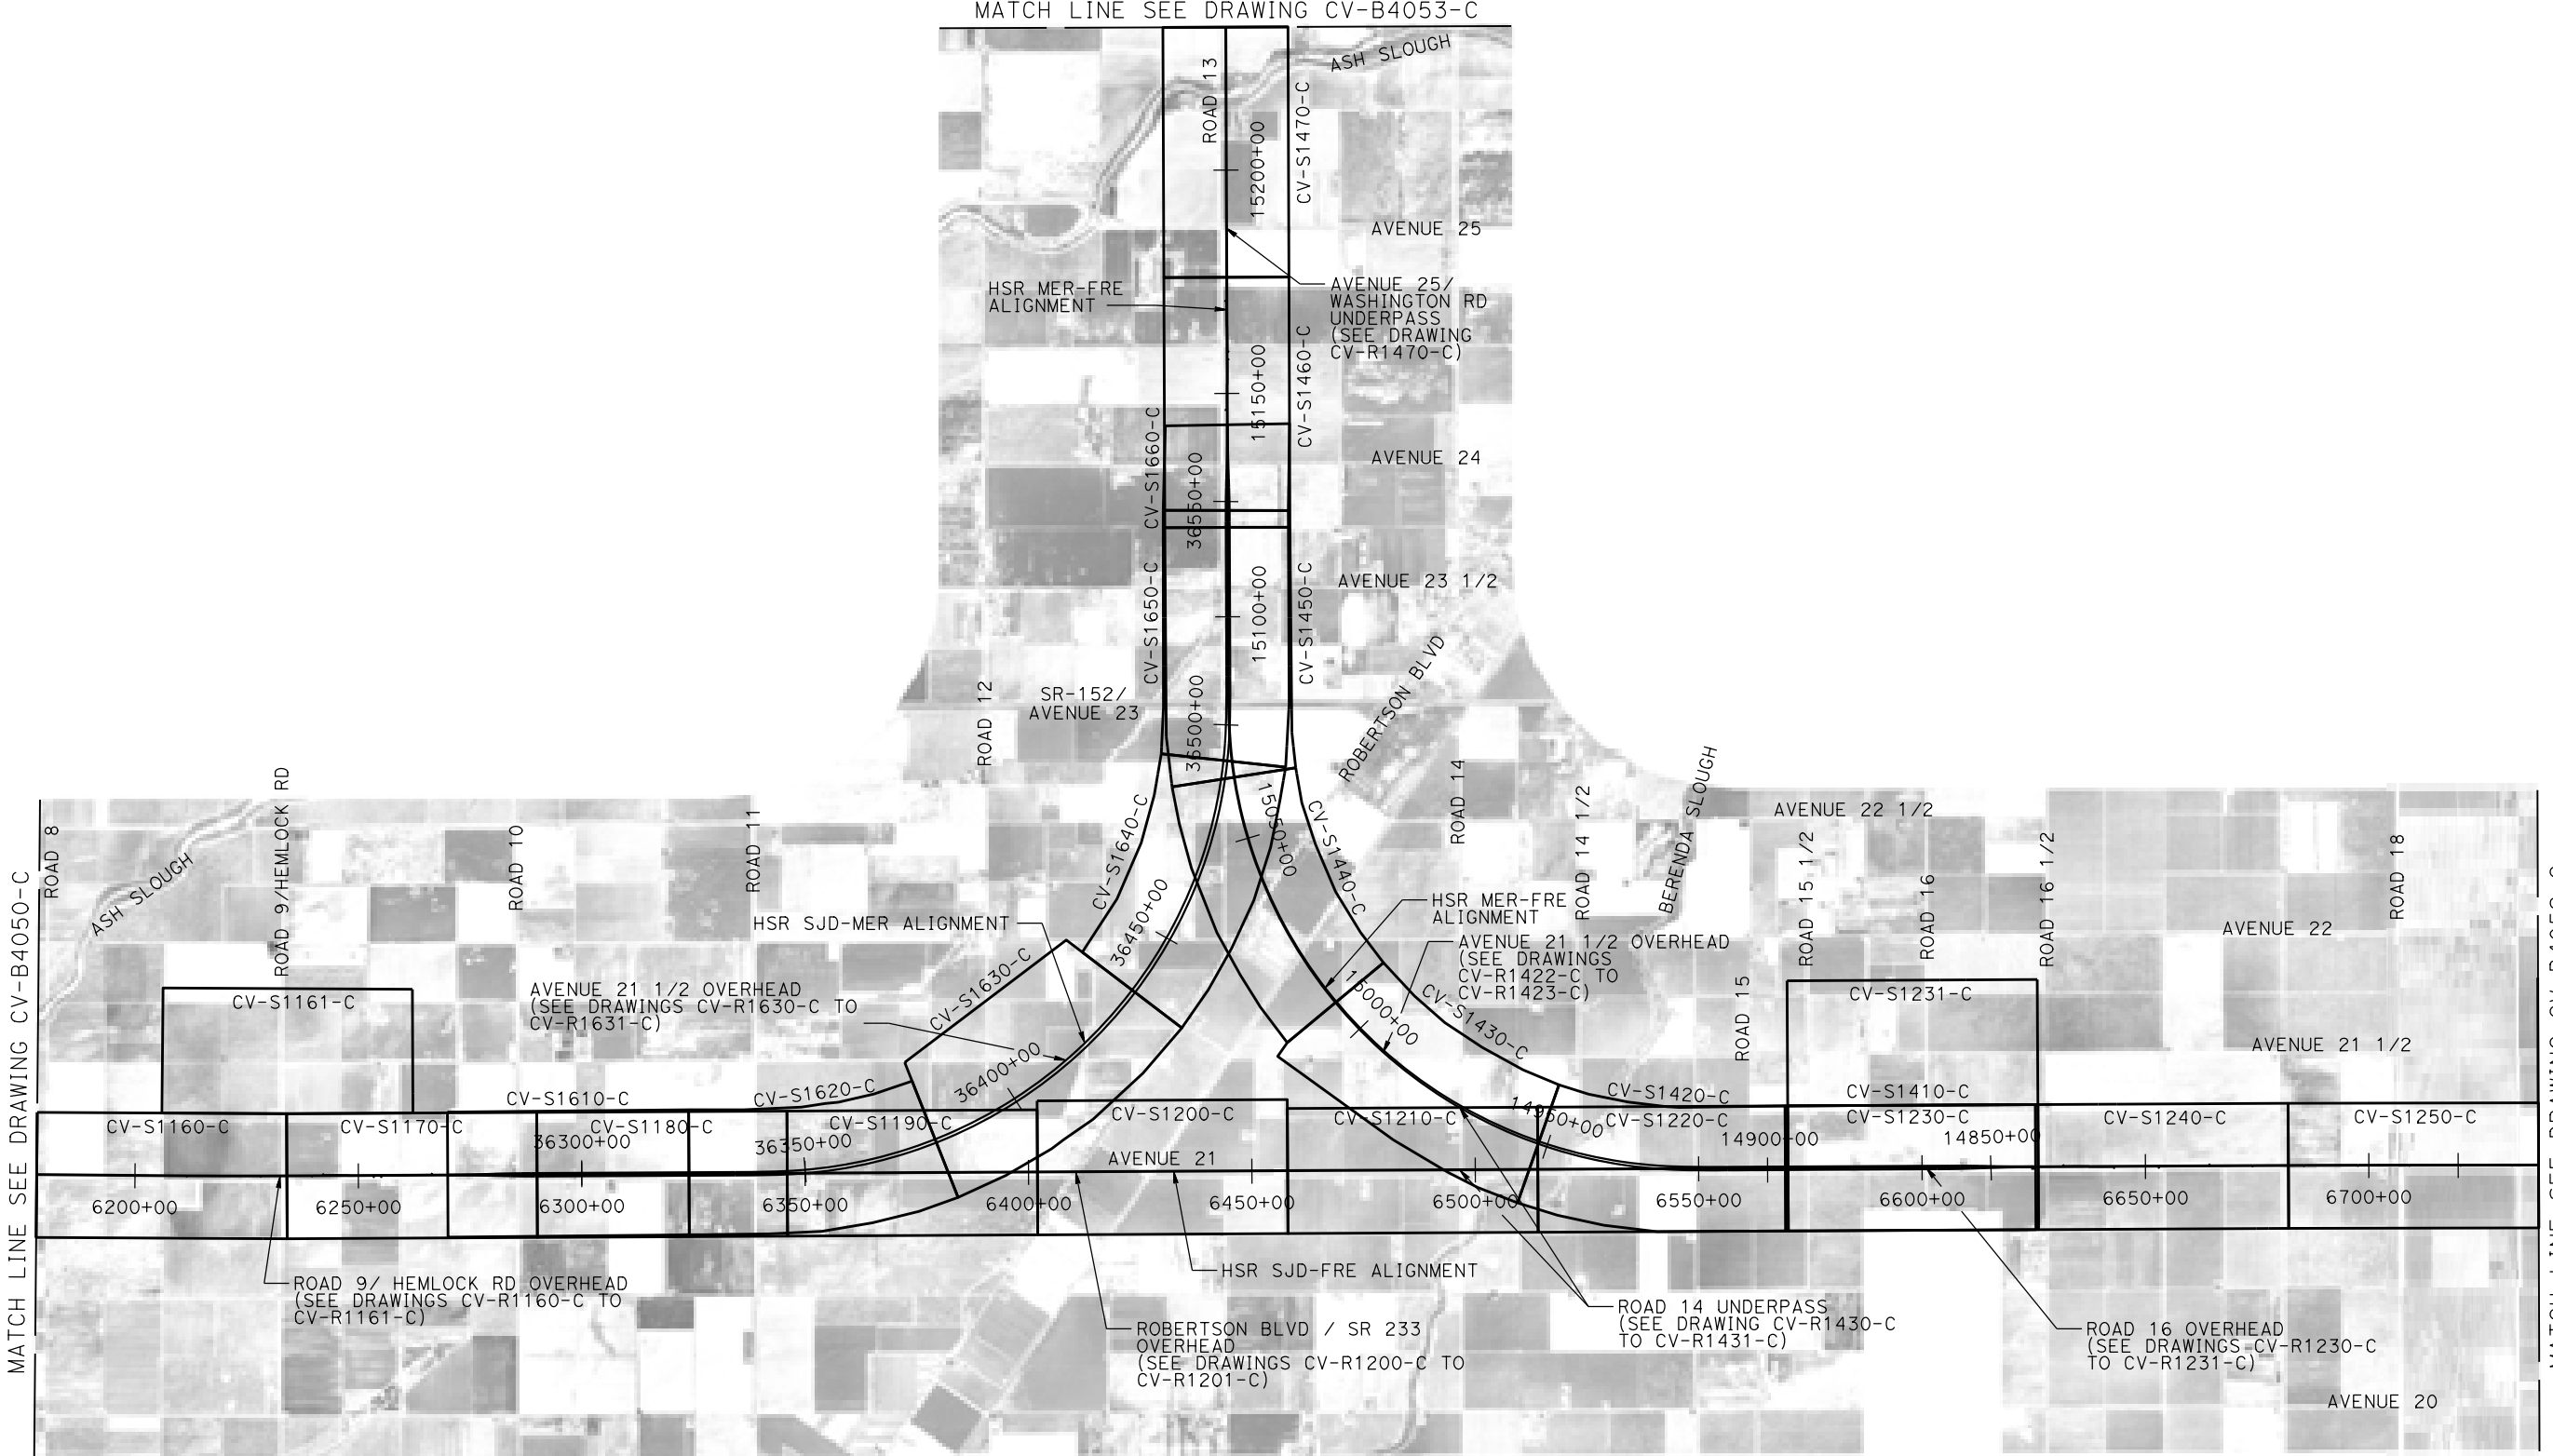 MATCH LINE SEE DRAWING CV-B4053-C
ASH SLOUGH
ROAD 13
CV-S1470-C
15200+00
AVENUE 25
HSR MER-FRE
ALIGNMENT
AVENUE 25/
WASHINGTON RD
UNDERPASS
(SEE DRAWING
CV-R1470-C)
CV-S1460-C
15150+00
CV-S1660-C
AVENUE 24
36550+00
AVENUE 23 1/2
CV-S1650-C
15100+00
CV-S1450-C
ROBERTSON BLVD
SR-152/
AVENUE 23
ROAD 12
36500+00
15050+00
CV-S1640-C
CV-S1440-C
ROAD 14
ROAD 14 1/2
BERENDA SLOUGH
AVENUE 22 1/2
ROAD 15 1/2
ROAD 16
ROAD 16 1/2
ROAD 18
ROAD 8
ASH SLOUGH
ROAD 9/HEMLOCK RD
ROAD 10
ROAD 11
MATCH LINE SEE DRAWING CV-B4050-C
HSR SJD-MER ALIGNMENT
36450+00
HSR MER-FRE
ALIGNMENT
AVENUE 21 1/2 OVERHEAD
(SEE DRAWINGS
CV-R1422-C TO
CV-R1423-C)
AVENUE 22
CV-S1630-C
AVENUE 21 1/2 OVERHEAD
(SEE DRAWINGS CV-R1630-C TO
CV-R1631-C)
15000+00
CV-S1430-C
ROAD 15
CV-S1161-C
CV-S1231-C
AVENUE 21 1/2
36400+00
CV-S1610-C
CV-S1620-C
CV-S1420-C
CV-S1410-C
CV-S1160-C
CV-S1170-C
CV-S1180-C
CV-S1190-C
CV-S1200-C
CV-S1210-C
14950+00
CV-S1220-C
CV-S1230-C
CV-S1240-C
CV-S1250-C
36300+00
36350+00
14900+00
14850+00
AVENUE 21
6200+00
6250+00
6300+00
6350+00
6400+00
6450+00
6500+00
6550+00
6600+00
6650+00
6700+00
HSR SJD-FRE ALIGNMENT
ROAD 9/ HEMLOCK RD OVERHEAD
(SEE DRAWINGS CV-R1160-C TO
CV-R1161-C)
ROBERTSON BLVD / SR 233
OVERHEAD
(SEE DRAWINGS CV-R1200-C TO
CV-R1201-C)
ROAD 14 UNDERPASS
(SEE DRAWING CV-R1430-C
TO CV-R1431-C)
ROAD 16 OVERHEAD
(SEE DRAWINGS CV-R1230-C
TO CV-R1231-C)
AVENUE 20